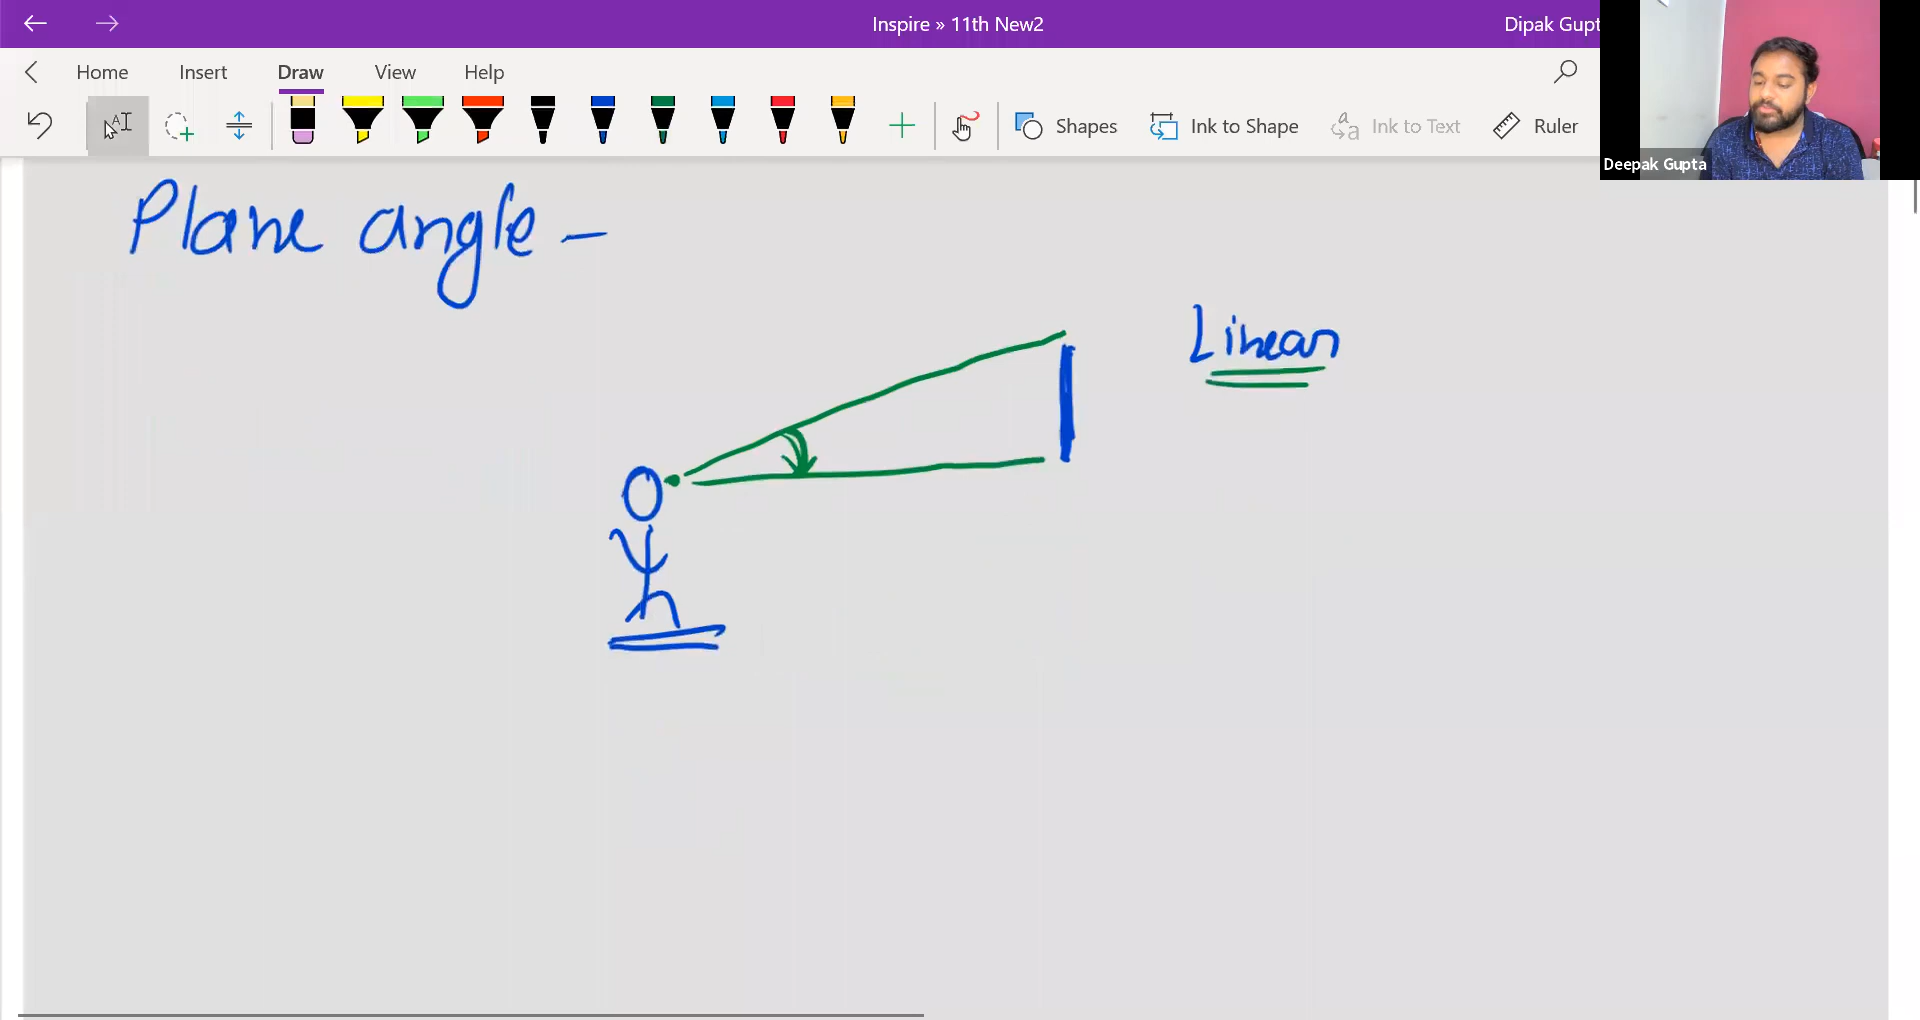 Inspire » 11th New2
Dipak Gupt
Home Insert Draw View Help
Shapes Ink to Shape Ink to Text Ruler
Deepak Gupta
Plane angle –
Linear